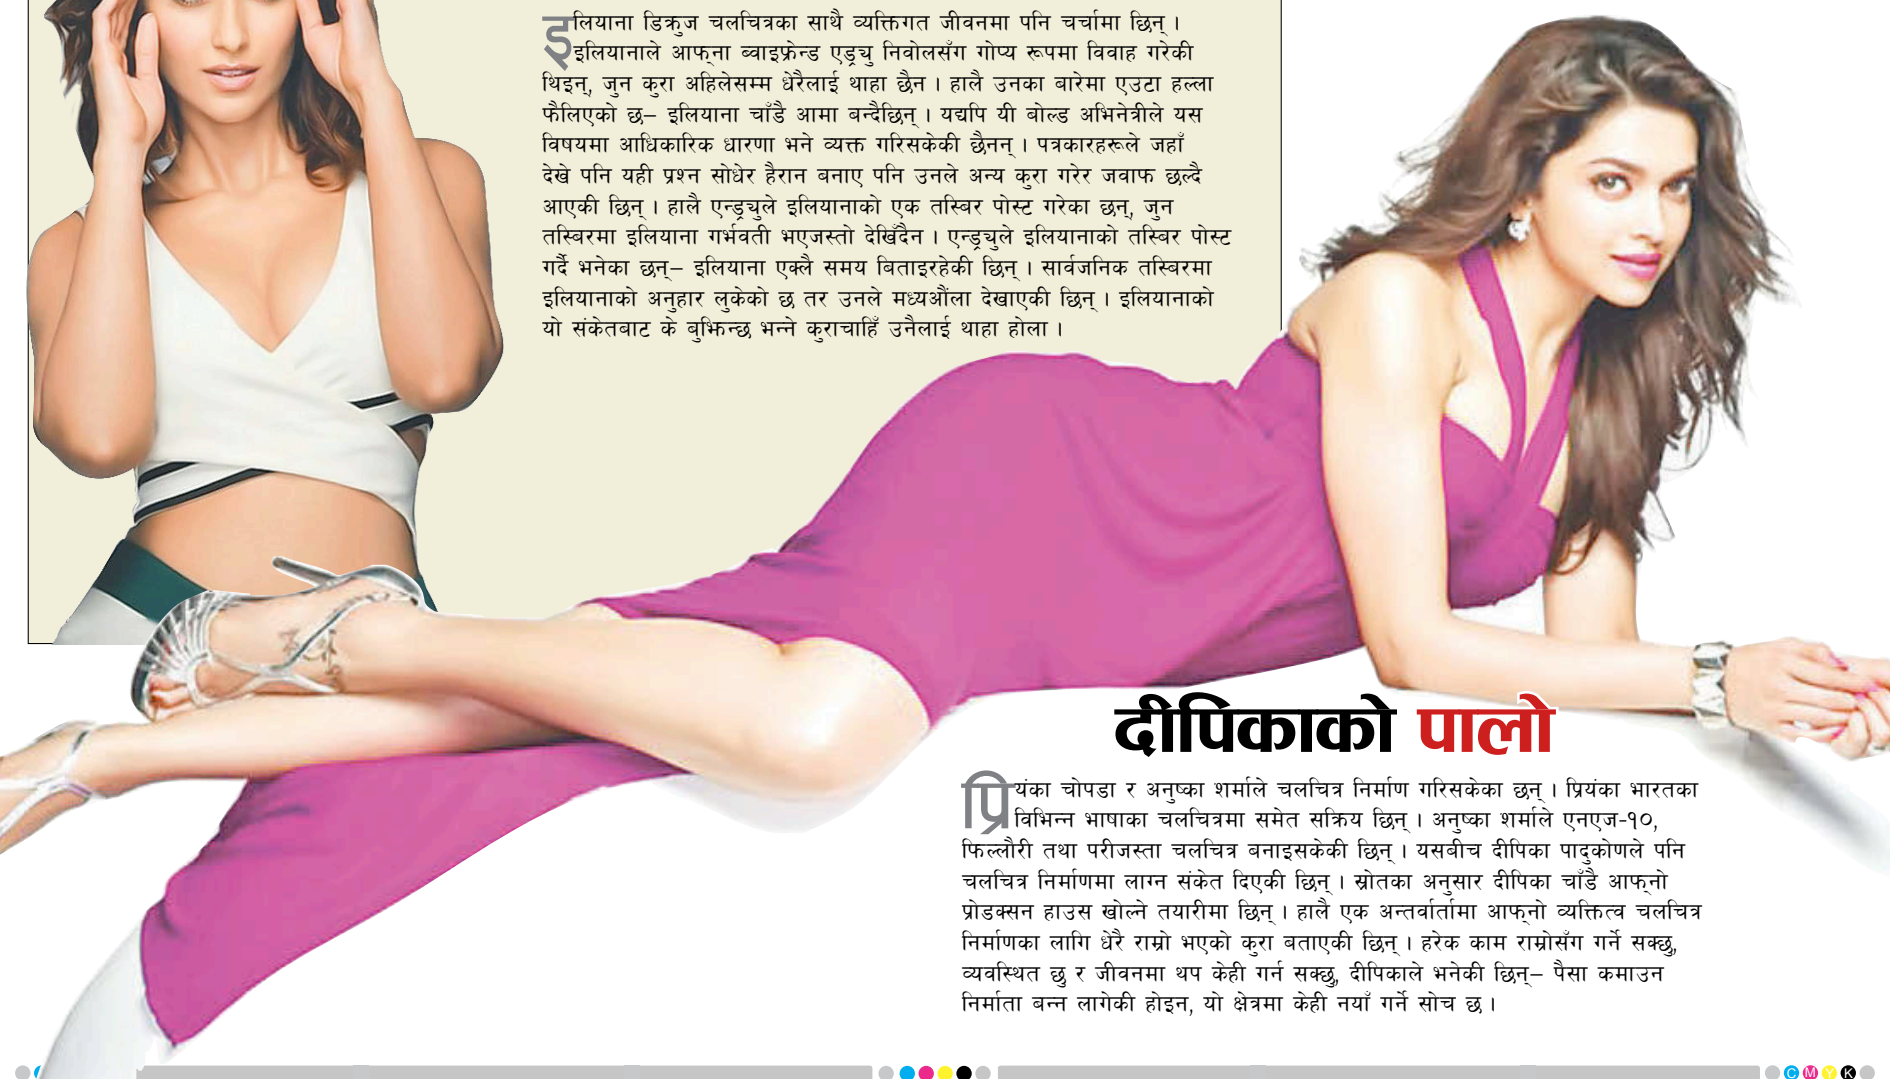 इलियाना डिक्रुज चलचित्रका साथै व्यक्तिगत जीवनमा पनि चर्चामा छिन् ।
इलियानाले आफ्ना ब्वाइफ्रेन्ड एड्र्यु निवोलसँग गोप्य रूपमा विवाह गरेकी
थिइन्, जुन कुरा अहिलेसम्म धेरैलाई थाहा छैन । हालै उनका बारेमा एउटा हल्ला
फैलिएको छ– इलियाना चाँडै आमा बन्दैछिन् । यद्यपि यी बोल्ड अभिनेत्रीले यस
विषयमा आधिकारिक धारणा भने व्यक्त गरिसकेकी छैनन् । पत्रकारहरूले जहाँ
देखे पनि यही प्रश्न सोधेर हैरान बनाए पनि उनले अन्य कुरा गरेर जवाफ छल्दै
आएकी छिन् । हालै एन्ड्र्युले इलियानाको एक तस्बिर पोस्ट गरेका छन्, जुन
तस्बिरमा इलियाना गर्भवती भएजस्तो देखिँदैन । एन्ड्र्युले इलियानाको तस्बिर पोस्ट
गर्दै भनेका छन्– इलियाना एक्लै समय बिताइरहेकी छिन् । सार्वजनिक तस्बिरमा
इलियानाको अनुहार लुकेको छ तर उनले मध्यऔंला देखाएकी छिन् । इलियानाको
यो संकेतबाट के बुझिन्छ भन्ने कुराचाहिँ उनैलाई थाहा होला ।
दीपिकाको पालो
प्रियंका चोपडा र अनुष्का शर्माले चलचित्र निर्माण गरिसकेका छन् । प्रियंका भारतका
विभिन्न भाषाका चलचित्रमा समेत सक्रिय छिन् । अनुष्का शर्माले एनएज-१०,
फिल्लौरी तथा परीजस्ता चलचित्र बनाइसकेकी छिन् । यसबीच दीपिका पादुकोणले पनि
चलचित्र निर्माणमा लाग्न संकेत दिएकी छिन् । स्रोतका अनुसार दीपिका चाँडै आफ्नो
प्रोडक्सन हाउस खोल्ने तयारीमा छिन् । हालै एक अन्तर्वार्तामा आफ्नो व्यक्तित्व चलचित्र
निर्माणका लागि धेरै राम्रो भएको कुरा बताएकी छिन् । हरेक काम राम्रोसँग गर्ने सक्छु,
व्यवस्थित छु र जीवनमा थप केही गर्न सक्छु, दीपिकाले भनेकी छिन्– पैसा कमाउन
निर्माता बन्न लागेकी होइन, यो क्षेत्रमा केही नयाँ गर्ने सोच छ ।
C M Y K